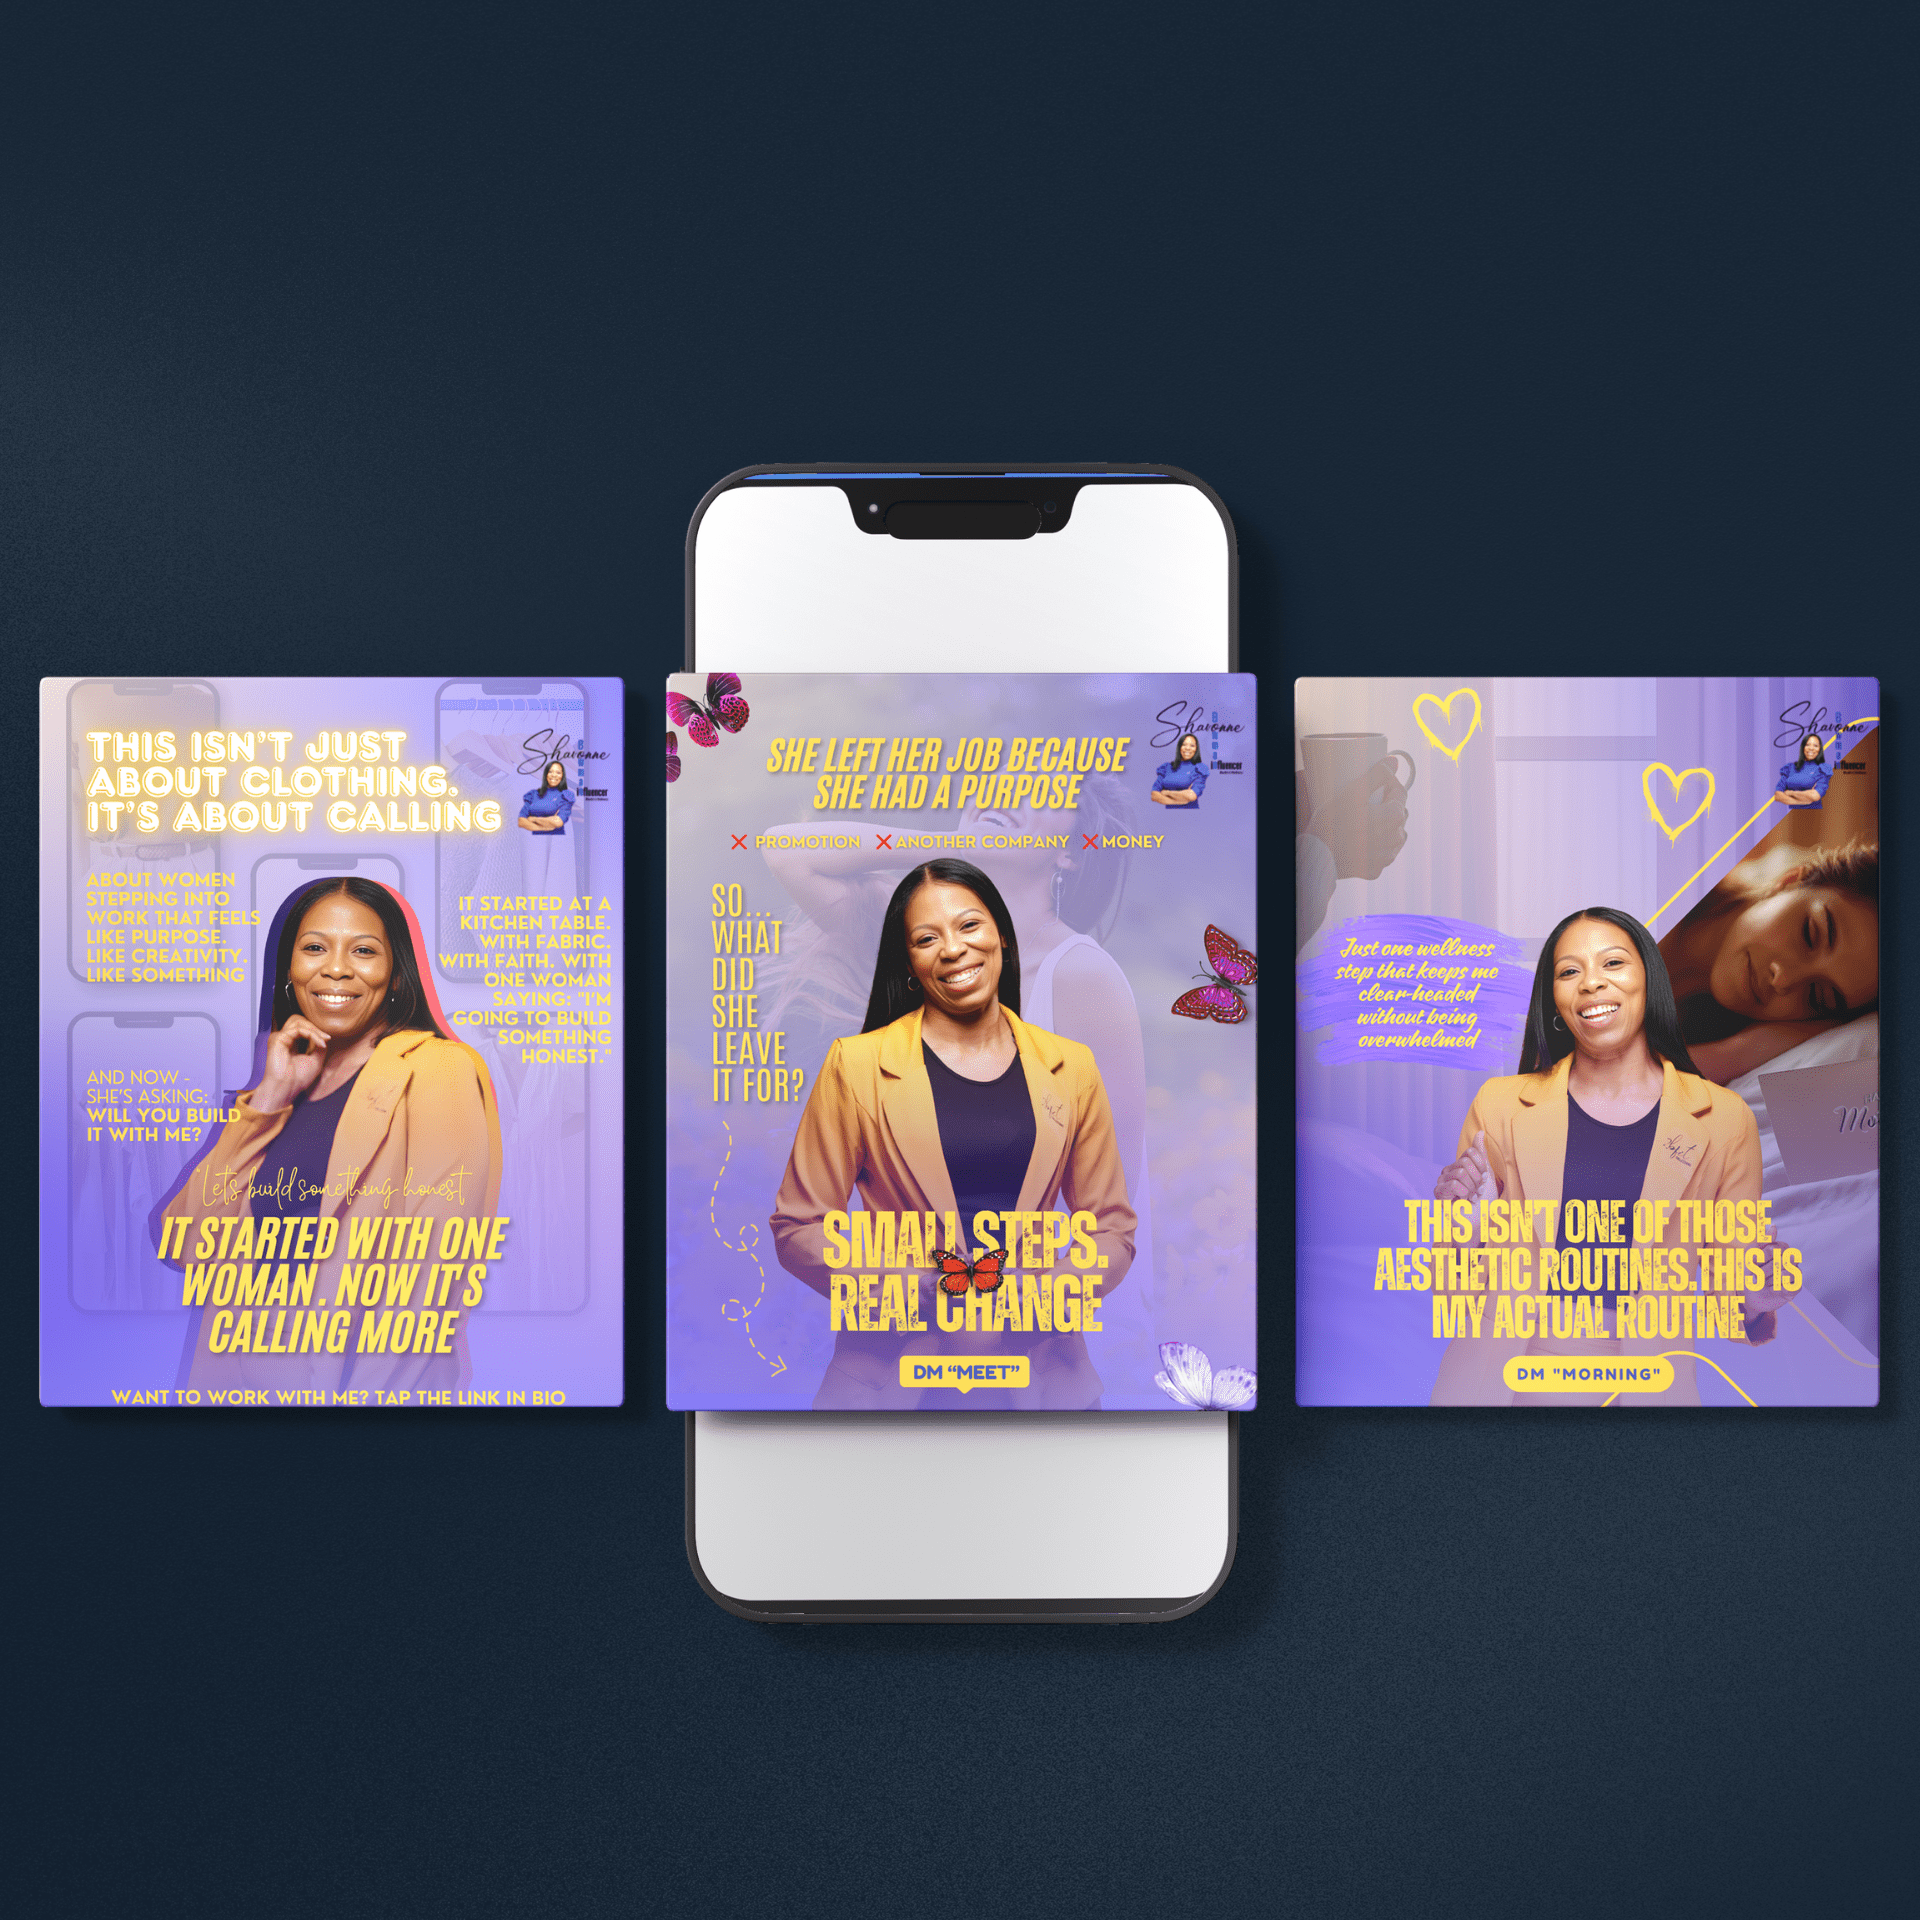 THIS ISN'T JUST
ABOUT CLOTHING.
IT'S ABOUT CALLING
Shavonne
Influencer
ABOUT WOMEN
STEPPING INTO
WORK THAT FEELS
LIKE PURPOSE.
LIKE CREATIVITY.
LIKE SOMETHING
IT STARTED AT A
KITCHEN TABLE.
WITH FABRIC.
WITH FAITH. WITH
ONE WOMAN
SAYING: "I'M
GOING TO BUILD
SOMETHING
HONEST."
AND NOW -
SHE'S ASKING:
WILL YOU BUILD
IT WITH ME?
"Let's build something honest
IT STARTED WITH ONE
WOMAN. NOW IT'S
CALLING MORE
WANT TO WORK WITH ME? TAP THE LINK IN BIO
SHE LEFT HER JOB BECAUSE
SHE HAD A PURPOSE
Shavonne
Influencer
❌ PROMOTION ❌ ANOTHER COMPANY ❌ MONEY
SO...
WHAT
DID
SHE
LEAVE
IT FOR?
SMALL STEPS.
REAL CHANGE
DM "MEET"
Shavonne
Influencer
Just one wellness
step that keeps me
clear-headed
without being
overwhelmed
THIS ISN'T ONE OF THOSE
AESTHETIC ROUTINES.THIS IS
MY ACTUAL ROUTINE
DM "MORNING"